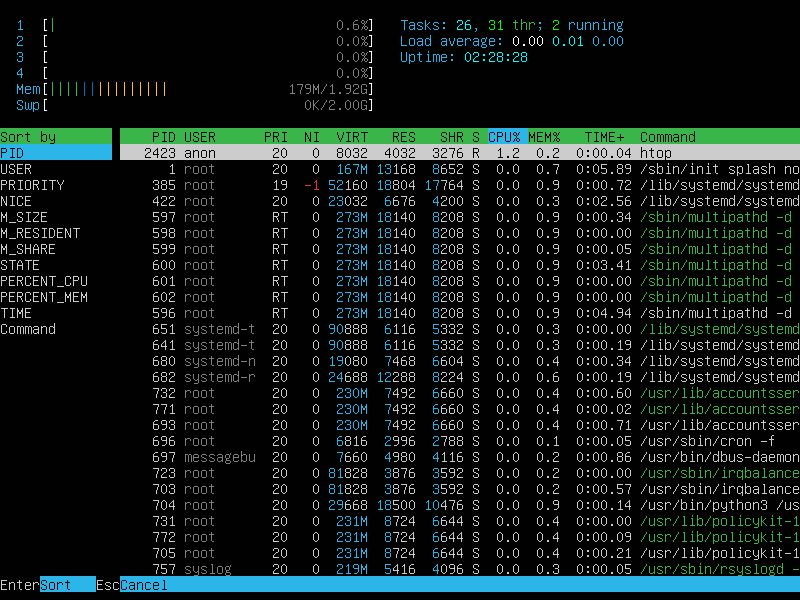 1 [| 0.6%] Tasks: 26, 31 thr; 2 running
2 [ 0.0%] Load average: 0.00 0.01 0.00
3 [ 0.0%] Uptime: 02:28:28
4 [ 0.0%]
Mem[||||||||||||||| 179M/1.92G]
Swp[ 0K/2.00G]
Sort by PID USER PRI NI VIRT RES SHR S CPU% MEM% TIME+ Command
PID 2423 anon 20 0 8032 4032 3276 R 1.2 0.2 0:00.04 htop
USER 1 root 20 0 167M 13168 8652 S 0.0 0.7 0:05.89 /sbin/init splash no
PRIORITY 385 root 19 -1 52160 18804 17764 S 0.0 0.9 0:00.72 /lib/systemd/systemd
NICE 422 root 20 0 23032 6676 4200 S 0.0 0.3 0:02.56 /lib/systemd/systemd
M_SIZE 597 root RT 0 273M 18140 8208 S 0.0 0.9 0:00.34 /sbin/multipathd -d
M_RESIDENT 598 root RT 0 273M 18140 8208 S 0.0 0.9 0:00.00 /sbin/multipathd -d
M_SHARE 599 root RT 0 273M 18140 8208 S 0.0 0.9 0:00.05 /sbin/multipathd -d
STATE 600 root RT 0 273M 18140 8208 S 0.0 0.9 0:03.41 /sbin/multipathd -d
PERCENT_CPU 601 root RT 0 273M 18140 8208 S 0.0 0.9 0:00.00 /sbin/multipathd -d
PERCENT_MEM 602 root RT 0 273M 18140 8208 S 0.0 0.9 0:00.00 /sbin/multipathd -d
TIME 596 root RT 0 273M 18140 8208 S 0.0 0.9 0:04.94 /sbin/multipathd -d
Command 651 systemd-t 20 0 90888 6116 5332 S 0.0 0.3 0:00.00 /lib/systemd/systemd
641 systemd-t 20 0 90888 6116 5332 S 0.0 0.3 0:00.19 /lib/systemd/systemd
680 systemd-n 20 0 19080 7468 6604 S 0.0 0.4 0:00.34 /lib/systemd/systemd
682 systemd-r 20 0 24688 12288 8224 S 0.0 0.6 0:00.19 /lib/systemd/systemd
732 root 20 0 230M 7492 6660 S 0.0 0.4 0:00.60 /usr/lib/accountsser
771 root 20 0 230M 7492 6660 S 0.0 0.4 0:00.02 /usr/lib/accountsser
693 root 20 0 230M 7492 6660 S 0.0 0.4 0:00.71 /usr/lib/accountsser
696 root 20 0 6816 2996 2788 S 0.0 0.1 0:00.05 /usr/sbin/cron -f
697 messagebu 20 0 7660 4980 4116 S 0.0 0.2 0:00.86 /usr/bin/dbus-daemon
723 root 20 0 81828 3876 3592 S 0.0 0.2 0:00.00 /usr/sbin/irqbalance
703 root 20 0 81828 3876 3592 S 0.0 0.2 0:00.57 /usr/sbin/irqbalance
704 root 20 0 29668 18500 10476 S 0.0 0.9 0:00.14 /usr/bin/python3 /us
731 root 20 0 231M 8724 6644 S 0.0 0.4 0:00.00 /usr/lib/policykit-1
772 root 20 0 231M 8724 6644 S 0.0 0.4 0:00.09 /usr/lib/policykit-1
705 root 20 0 231M 8724 6644 S 0.0 0.4 0:00.21 /usr/lib/policykit-1
757 syslog 20 0 219M 5416 4096 S 0.0 0.3 0:00.05 /usr/sbin/rsyslogd -
EnterSort EscCancel